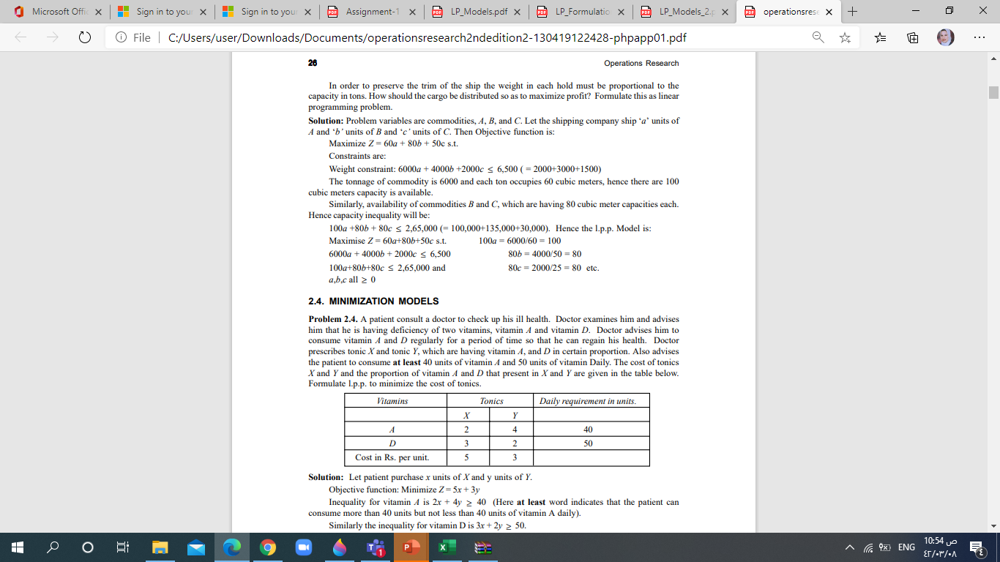 Microsoft Offic
Sign in to your
Sign in to your
Assignment-1
LP_Models.pdf
LP_Formulatio
LP_Models_2.p
operationsrese
File
C:/Users/user/Downloads/Documents/operationsresearch2ndedition2-130419122428-phpapp01.pdf
26 Operations Research
In order to preserve the trim of the ship the weight in each hold must be proportional to the
capacity in tons. How should the cargo be distributed so as to maximize profit? Formulate this as linear
programming problem.
Solution: Problem variables are commodities, A, B, and C. Let the shipping company ship ‘a’ units of
A and ‘b’ units of B and ‘c’ units of C. Then Objective function is:
Maximize Z = 60a + 80b + 50c s.t.
Constraints are:
Weight constraint: 6000a + 4000b +2000c ≤ 6,500 ( = 2000+3000+1500)
The tonnage of commodity is 6000 and each ton occupies 60 cubic meters, hence there are 100
cubic meters capacity is available.
Similarly, availability of commodities B and C, which are having 80 cubic meter capacities each.
Hence capacity inequality will be:
100a +80b + 80c ≤ 2,65,000 (= 100,000+135,000+30,000). Hence the l.p.p. Model is:
Maximise Z = 60a+80b+50c s.t. 100a = 6000/60 = 100
6000a + 4000b + 2000c ≤ 6,500 80b = 4000/50 = 80
100a+80b+80c ≤ 2,65,000 and 80c = 2000/25 = 80 etc.
a,b,c all ≥ 0
2.4. MINIMIZATION MODELS
Problem 2.4. A patient consult a doctor to check up his ill health. Doctor examines him and advises
him that he is having deficiency of two vitamins, vitamin A and vitamin D. Doctor advises him to
consume vitamin A and D regularly for a period of time so that he can regain his health. Doctor
prescribes tonic X and tonic Y, which are having vitamin A, and D in certain proportion. Also advises
the patient to consume at least 40 units of vitamin A and 50 units of vitamin Daily. The cost of tonics
X and Y and the proportion of vitamin A and D that present in X and Y are given in the table below.
Formulate l.p.p. to minimize the cost of tonics.
Vitamins Tonics Daily requirement in units.
X Y
A 2 4 40
D 3 2 50
Cost in Rs. per unit. 5 3
Solution: Let patient purchase x units of X and y units of Y.
Objective function: Minimize Z = 5x + 3y
Inequality for vitamin A is 2x + 4y ≥ 40 (Here at least word indicates that the patient can
consume more than 40 units but not less than 40 units of vitamin A daily).
Similarly the inequality for vitamin D is 3x + 2y ≥ 50.
ENG
10:54 ص
٤٢/٠٣/٠٨